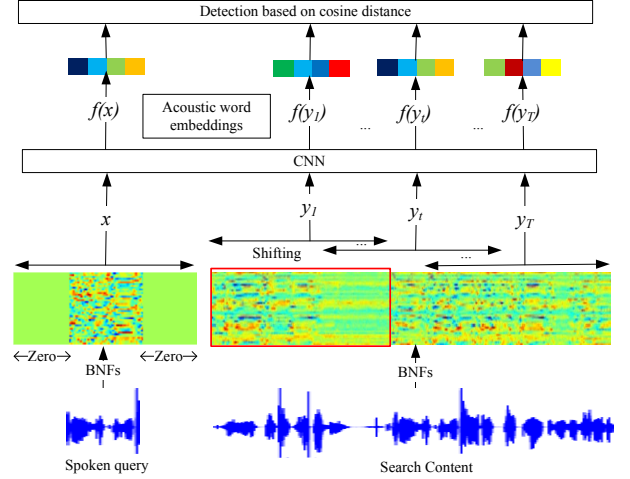 Detection based on cosine distance
f(x)
Acoustic word
embeddings
f(y1)
...
f(yt)
...
f(yT)
CNN
x
y1
yt
yT
Shifting
...
...
←Zero→
←Zero→
BNFs
BNFs
Spoken query
Search Content